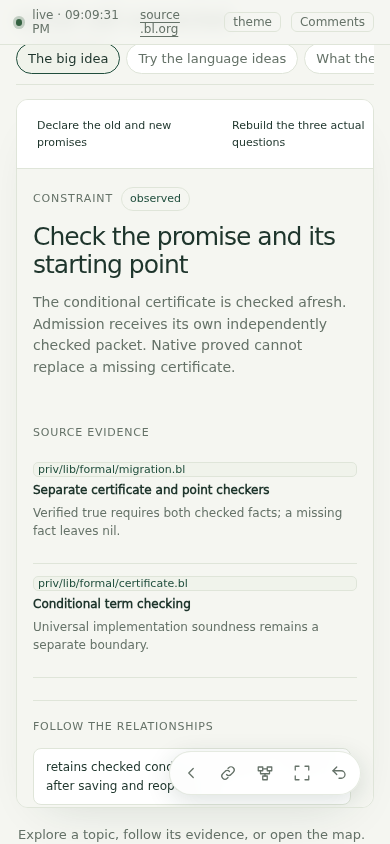 live · 09:09:31
PM
source
.bl.org
theme
Comments
The big idea
Try the language ideas
What the
Declare the old and new
promises
Rebuild the three actual
questions
CONSTRAINT
observed
Check the promise and its
starting point
The conditional certificate is checked afresh.
Admission receives its own independently
checked packet. Native proved cannot
replace a missing certificate.
SOURCE EVIDENCE
priv/lib/formal/migration.bl
Separate certificate and point checkers
Verified true requires both checked facts; a missing
fact leaves nil.
priv/lib/formal/certificate.bl
Conditional term checking
Universal implementation soundness remains a
separate boundary.
FOLLOW THE RELATIONSHIPS
retains checked
after saving and
Explore a topic, follow its evidence, or open the map.